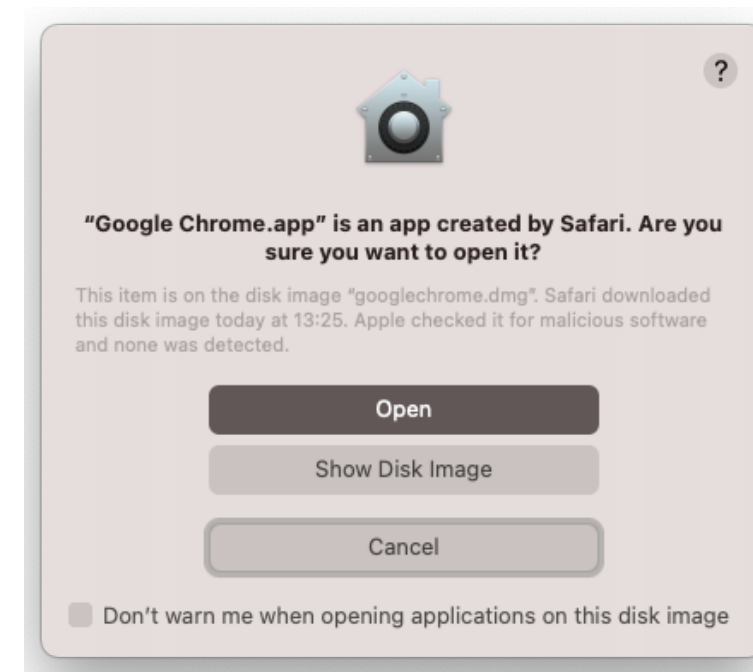 ?
“Google Chrome.app” is an app created by Safari. Are you
sure you want to open it?
This item is on the disk image “googlechrome.dmg”. Safari downloaded
this disk image today at 13:25. Apple checked it for malicious software
and none was detected.
Open
Show Disk Image
Cancel
Don’t warn me when opening applications on this disk image